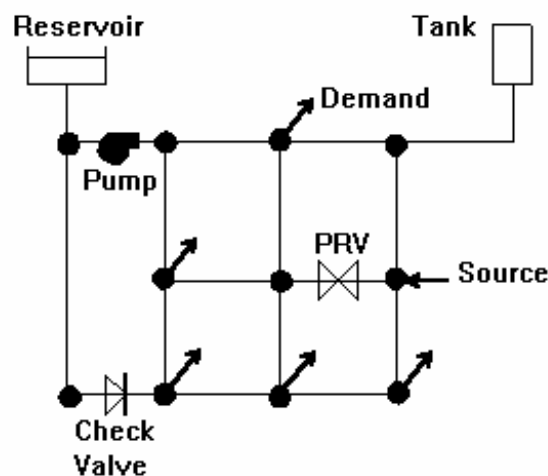 Reservoir
Tank
Demand
Pump
PRV
Source
Check
Valve